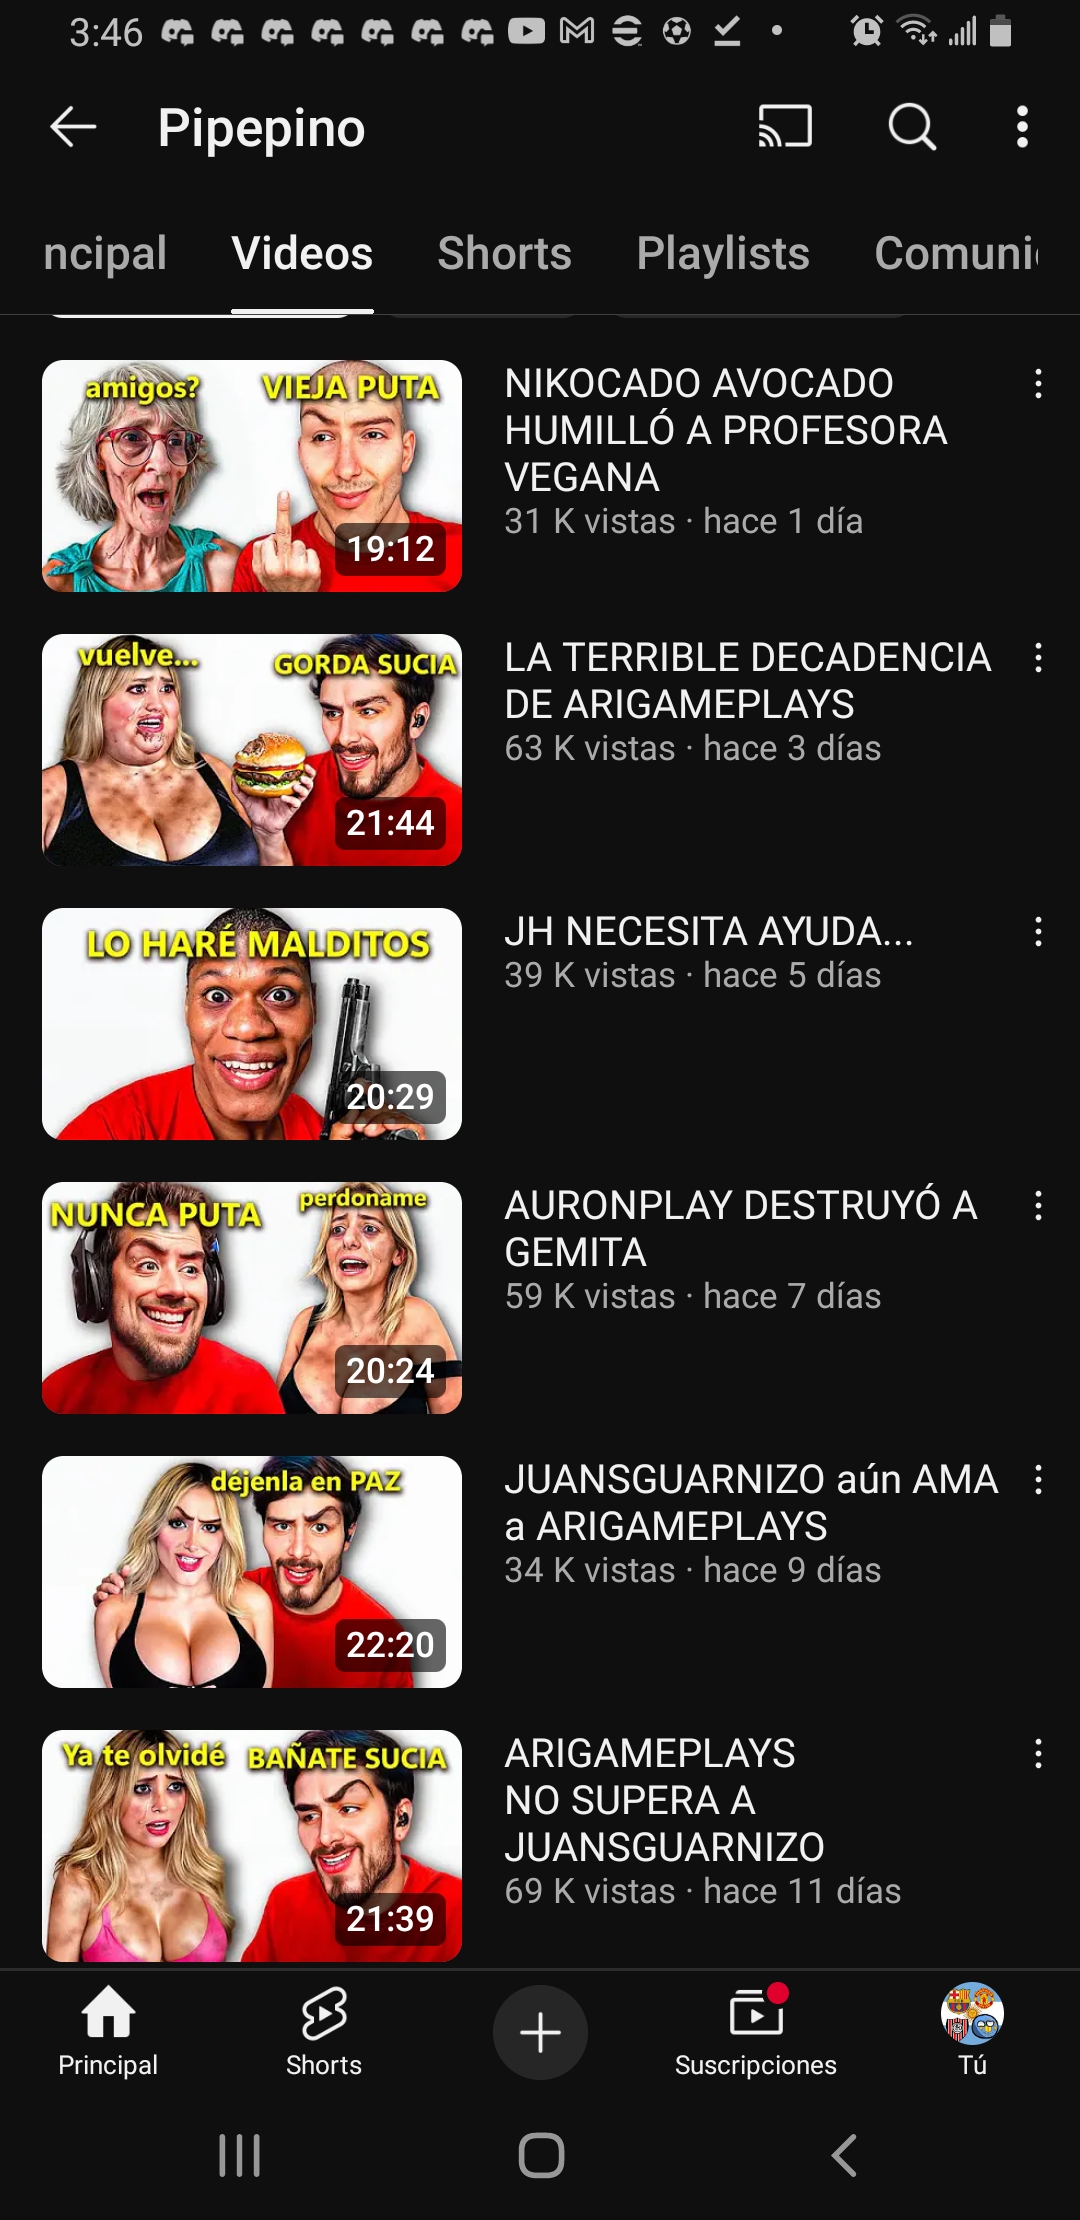 3:46
Pipepino
ncipal Videos Shorts Playlists Comuni
amigos? VIEJA PUTA
19:12
NIKOCADO AVOCADO
HUMILLÓ A PROFESORA
VEGANA
31 K vistas · hace 1 día
vuelve... GORDA SUCIA
21:44
LA TERRIBLE DECADENCIA
DE ARIGAMEPLAYS
63 K vistas · hace 3 días
LO HARÉ MALDITOS
20:29
JH NECESITA AYUDA...
39 K vistas · hace 5 días
NUNCA PUTA perdoname
20:24
AURONPLAY DESTRUYÓ A
GEMITA
59 K vistas · hace 7 días
déjenla en PAZ
22:20
JUANSGUARNIZO aún AMA
a ARIGAMEPLAYS
34 K vistas · hace 9 días
Ya te olvidé BAÑATE SUCIA
21:39
ARIGAMEPLAYS
NO SUPERA A
JUANSGUARNIZO
69 K vistas · hace 11 días
Principal Shorts Suscripciones Tú